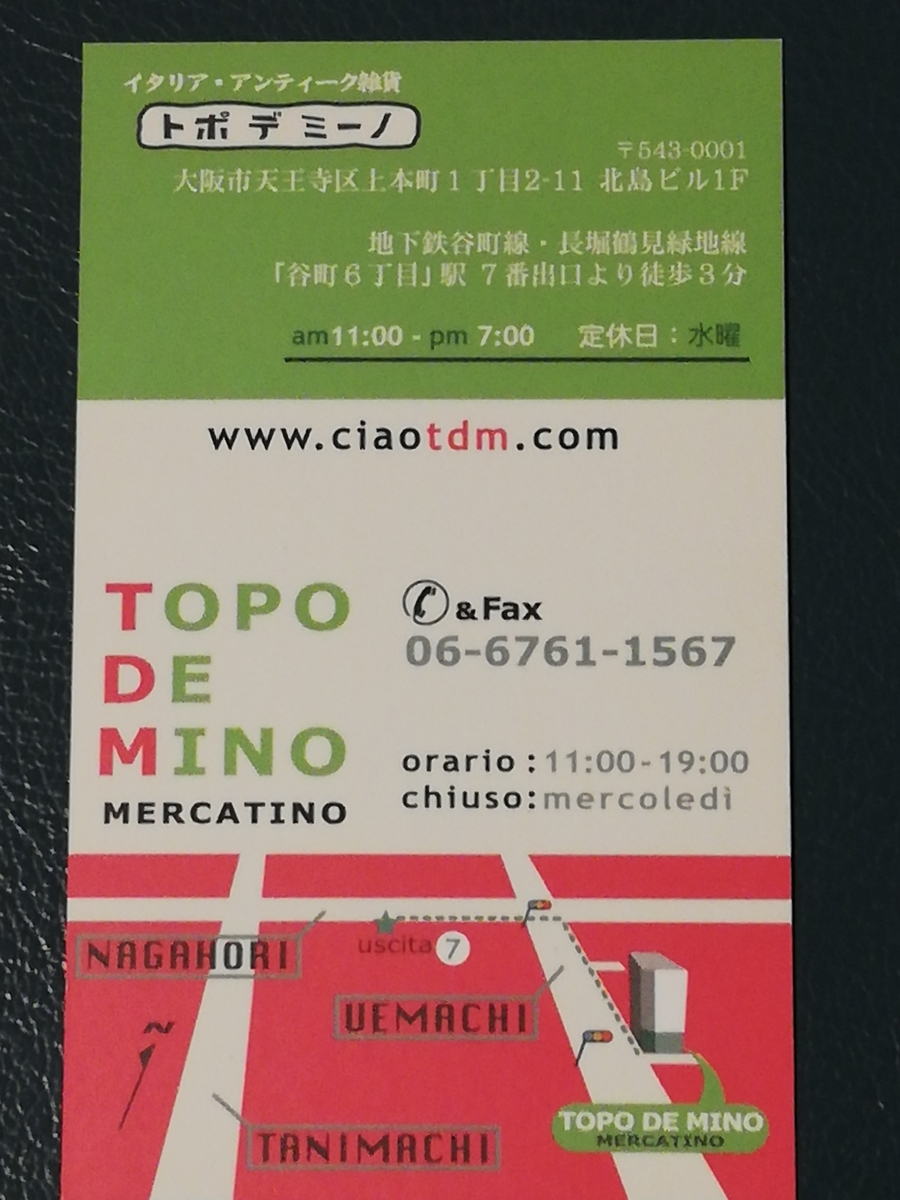 イタリア・アンティーク雑貨
トポデミーノ
〒543-0001
大阪市天王寺区上本町1丁目2-11 北島ビル1F
地下鉄谷町線・長堀鶴見緑地線
「谷町6丁目」駅 7番出口より徒歩3分
am11:00 - pm 7:00 定休日：水曜
www.ciaotdm.com
TOPO
DE
MINO
MERCATINO
&Fax
06-6761-1567
orario:11:00-19:00
chiuso:mercoledì
NAGAHORI
uscita 7
UEMACHI
N
TANIMACHI
TOPO DE MINO
MERCATINO